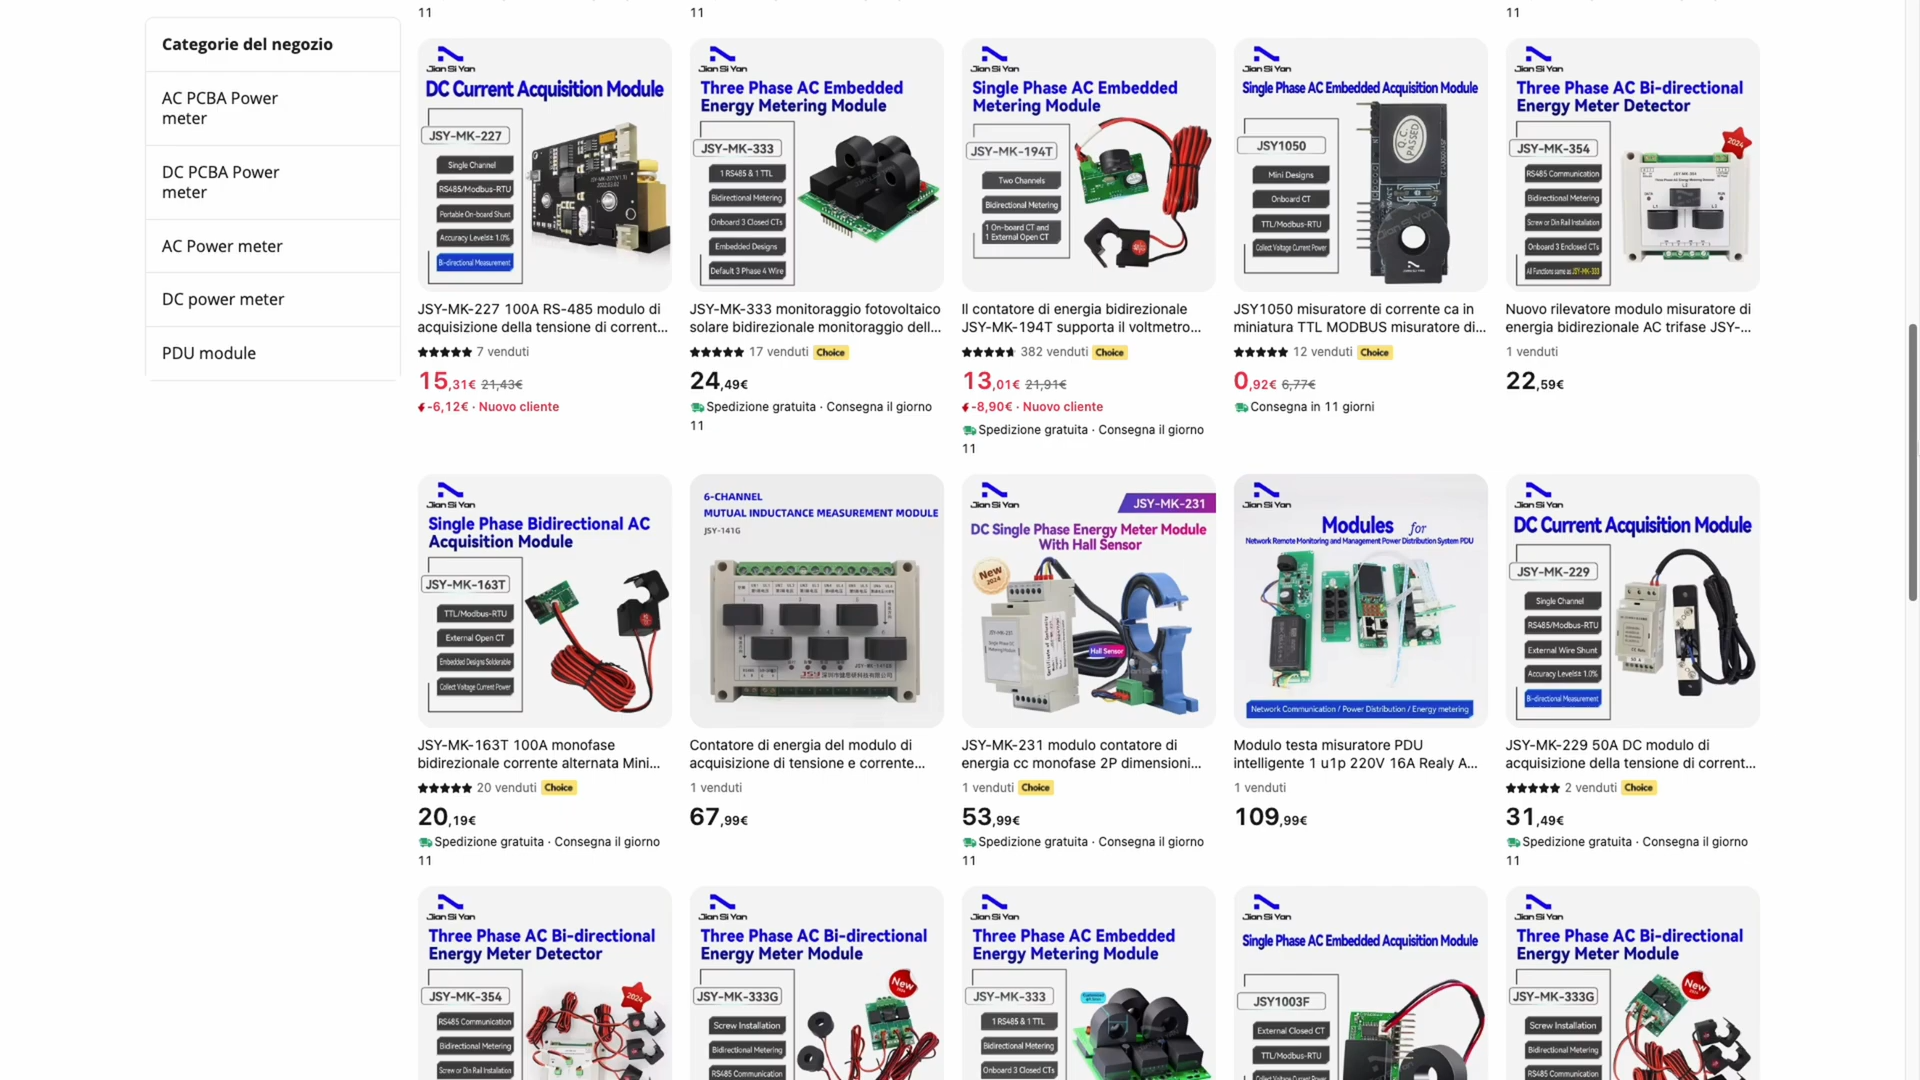 11
11
11
Categorie del negozio
AC PCBA Power
meter
DC PCBA Power
meter
AC Power meter
DC power meter
PDU module
Jian Si Yan
DC Current Acquisition Module
JSY-MK-227
Single Channel
RS485/Modbus-RTU
Portable On-board Shunt
Accuracy Level≤± 1.0%
Bi-directional Measurement
JSY-MK-227 100A RS-485 modulo di
acquisizione della tensione di corrent...
7 venduti
15,31€ 21,43€
-6,12€ · Nuovo cliente
Jian Si Yan
Three Phase AC Embedded
Energy Metering Module
JSY-MK-333
1 RS485 & 1 TTL
Bidirectional Metering
Onboard 3 Closed CTs
Embedded Designs
Default 3 Phase 4 Wire
JSY-MK-333 monitoraggio fotovoltaico
solare bidirezionale monitoraggio dell...
17 venduti Choice
24,49€
Spedizione gratuita · Consegna il giorno
11
Jian Si Yan
Single Phase AC Embedded
Metering Module
JSY-MK-194T
Two Channels
Bidirectional Metering
1 On-board CT and
1 External Open CT
Il contatore di energia bidirezionale
JSY-MK-194T supporta il voltmetro...
382 venduti Choice
13,01€ 21,91€
-8,90€ · Nuovo cliente
Spedizione gratuita · Consegna il giorno
11
Jian Si Yan
Single Phase AC Embedded Acquisition Module
JSY1050
Mini Designs
Onboard CT
TTL/Modbus-RTU
Collect Voltage Current Power
Q.C.
PASSED
JSY1050 misuratore di corrente ca in
miniatura TTL MODBUS misuratore di...
12 venduti Choice
0,92€ 6,77€
Consegna in 11 giorni
Jian Si Yan
Three Phase AC Bi-directional
Energy Meter Detector
2024
JSY-MK-354
RS485 Communication
Bidirectional Metering
Screw or Din Rail Installation
Onboard 3 Enclosed CTs
All Functions same as JSY-MK-333
Nuovo rilevatore modulo misuratore di
energia bidirezionale AC trifase JSY-...
1 venduti
22,59€
Jian Si Yan
Single Phase Bidirectional AC
Acquisition Module
JSY-MK-163T
TTL/Modbus-RTU
External Open CT
Embedded Designs Solderable
Collect Voltage Current Power
JSY-MK-163T 100A monofase
bidirezionale corrente alternata Mini...
20 venduti Choice
20,19€
Spedizione gratuita · Consegna il giorno
11
6-CHANNEL
MUTUAL INDUCTANCE MEASUREMENT MODULE
JSY-141G
JSY 深圳市健思研科技有限公司
Contatore di energia del modulo di
acquisizione di tensione e corrente...
1 venduti
67,99€
Jian Si Yan
JSY-MK-231
DC Single Phase Energy Meter Module
With Hall Sensor
New
2024
Hall Sensor
JSY-MK-231 modulo contatore di
energia cc monofase 2P dimensioni...
1 venduti Choice
53,99€
Spedizione gratuita · Consegna il giorno
11
Jian Si Yan
Modules for
Network Remote Monitoring and Management Power Distribution System PDU
Network Communication / Power Distribution / Energy metering
Modulo testa misuratore PDU
intelligente 1 u1p 220V 16A Realy A...
1 venduti
109,99€
Jian Si Yan
DC Current Acquisition Module
JSY-MK-229
Single Channel
RS485/Modbus-RTU
External Wire Shunt
Accuracy Level≤± 1.0%
Bi-directional Measurement
50 A
JSY-MK-229 50A DC modulo di
acquisizione della tensione di corrent...
2 venduti Choice
31,49€
Spedizione gratuita · Consegna il giorno
11
Jian Si Yan
Three Phase AC Bi-directional
Energy Meter Detector
JSY-MK-354
2024
RS485 Communication
Bidirectional Metering
Screw or Din Rail Installation
Jian Si Yan
Three Phase AC Bi-directional
Energy Meter Module
New
JSY-MK-333G
Screw Installation
Bidirectional Metering
RS485 Communication
Jian Si Yan
Three Phase AC Embedded
Energy Metering Module
JSY-MK-333
1 RS485 & 1 TTL
Bidirectional Metering
Onboard 3 Closed CTs
Jian Si Yan
Single Phase AC Embedded Acquisition Module
JSY1003F
External Closed CT
TTL/Modbus-RTU
Collect Voltage Current Power
Jian Si Yan
Three Phase AC Bi-directional
Energy Meter Module
New
JSY-MK-333G
Screw Installation
Bidirectional Metering
RS485 Communication